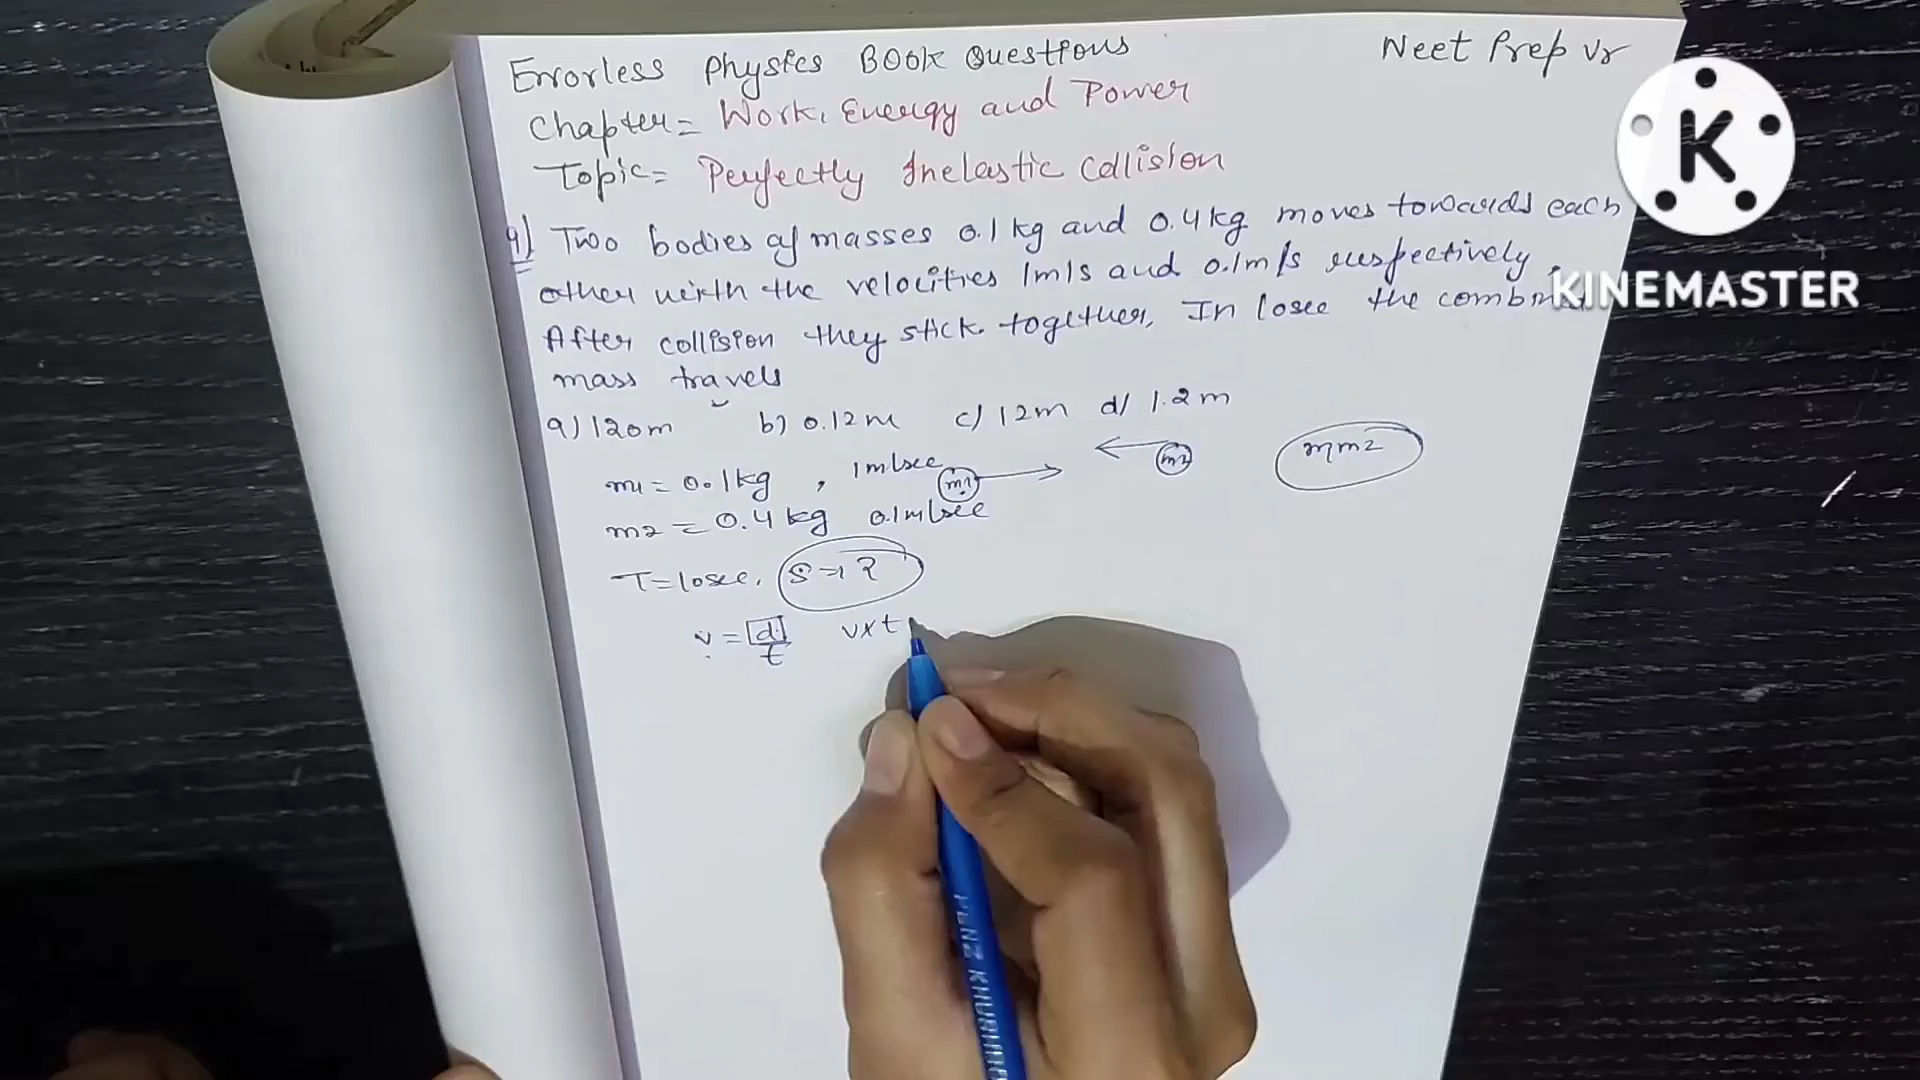 Errorless Physics Book Questions Neet Prep Vr
Chapter = Work, Energy and Power
Topic = Perfectly Inelastic Collision
9) Two bodies of masses 0.1 kg and 0.4 kg moves towards each
other with the velocities 1m/s and 0.1m/s respectively,
After collision they stick together, In 10sec the combin
mass travels
a) 120m b) 0.12m c) 12m d) 1.2m
m1 = 0.1kg , 1m/sec m1 m2 mm2
m2 = 0.4 kg 0.1m/sec
T = 10sec, S → ?
v = d/t v x t
K
KINEMASTER